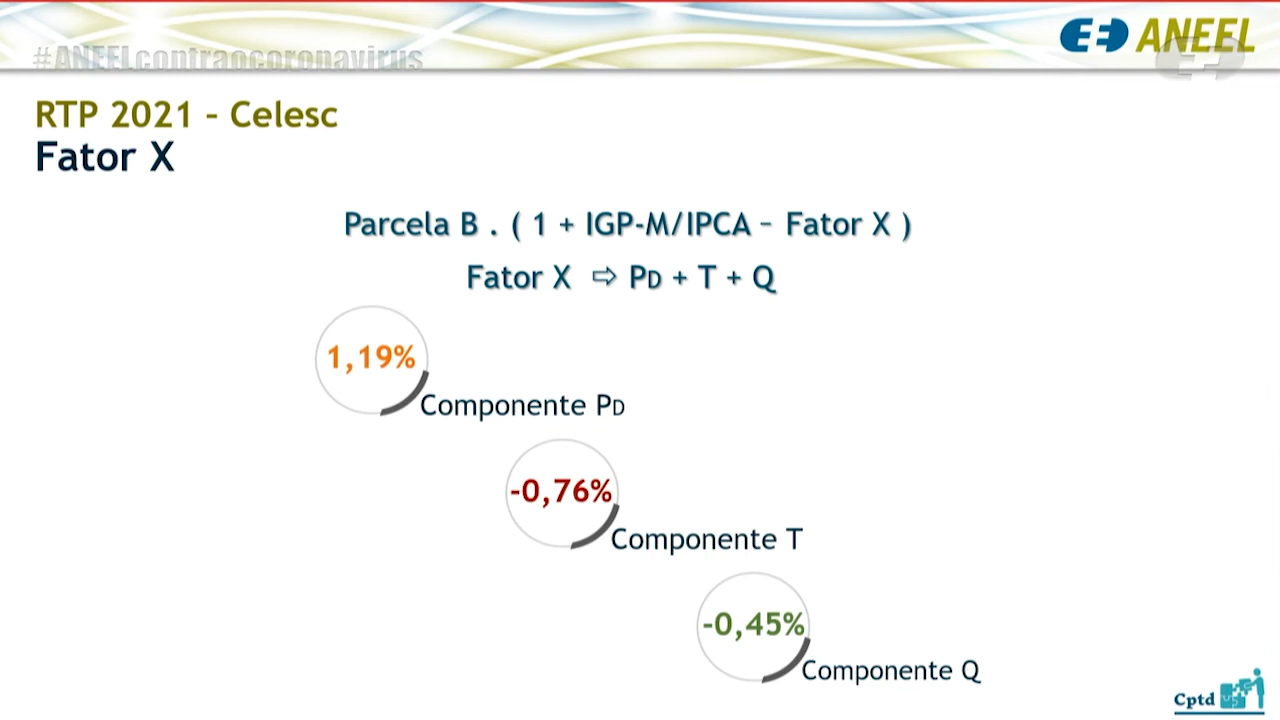 #ANEELcontraocoronavirus
ANEEL
RTP 2021 – Celesc
Fator X
Parcela B . ( 1 + IGP-M/IPCA – Fator X )
Fator X ⇨ PD + T + Q
1,19%
Componente PD
-0,76%
Componente T
-0,45%
Componente Q
Cptd